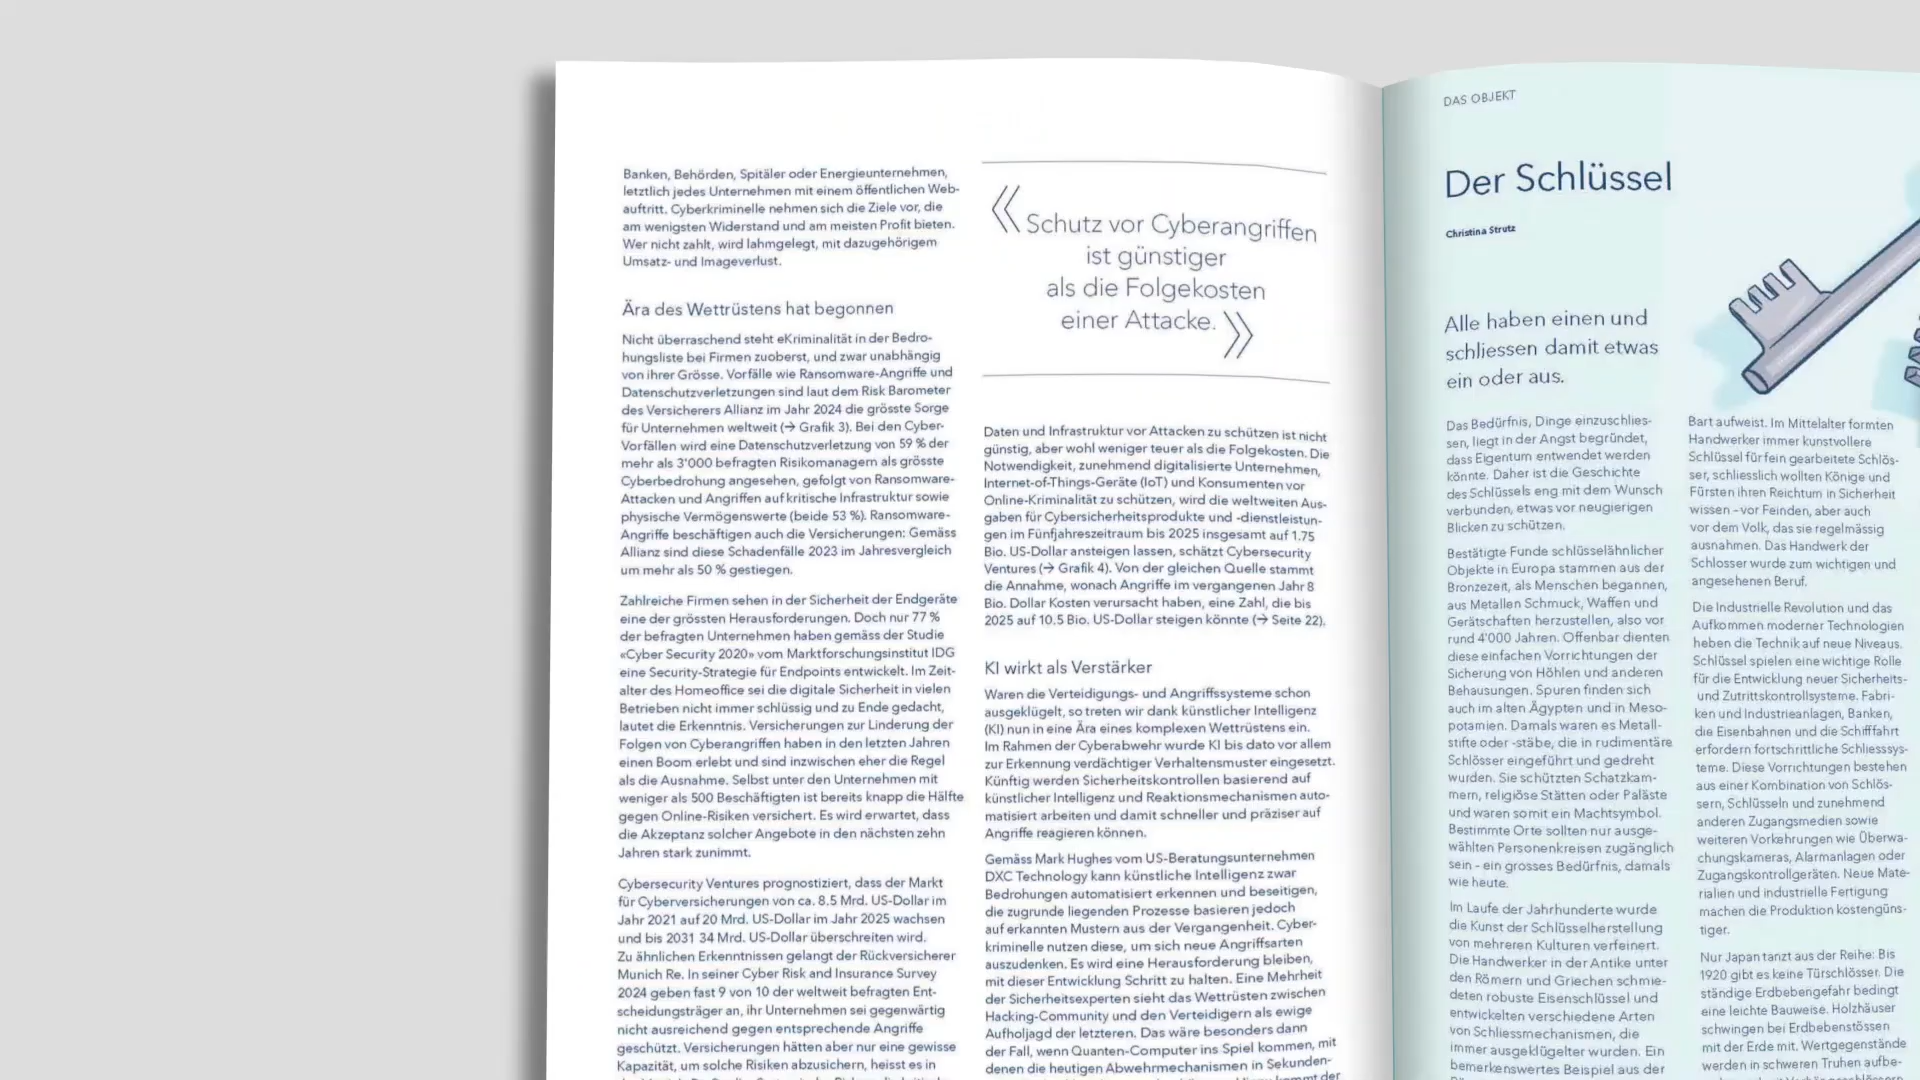 Banken, Behörden, Spitäler oder Energieunternehmen,
letztlich jedes Unternehmen mit einem öffentlichen Web-
auftritt. Cyberkriminelle nehmen sich die Ziele vor, die
am wenigsten Widerstand und am meisten Profit bieten.
Wer nicht zahlt, wird lahmgelegt, mit dazugehörigem
Umsatz- und Imageverlust.
Ära des Wettrüstens hat begonnen
Nicht überraschend steht eKriminalität in der Bedro-
hungsliste bei Firmen zuoberst, und zwar unabhängig
von ihrer Grösse. Vorfälle wie Ransomware-Angriffe und
Datenschutzverletzungen sind laut dem Risk Barometer
des Versicherers Allianz im Jahr 2024 die grösste Sorge
für Unternehmen weltweit (→ Grafik 3). Bei den Cyber-
Vorfällen wird eine Datenschutzverletzung von 59 % der
mehr als 3'000 befragten Risikomanagern als grösste
Cyberbedrohung angesehen, gefolgt von Ransomware-
Attacken und Angriffen auf kritische Infrastruktur sowie
physische Vermögenswerte (beide 53 %). Ransomware-
Angriffe beschäftigen auch die Versicherungen: Gemäss
Allianz sind diese Schadenfälle 2023 im Jahresvergleich
um mehr als 50 % gestiegen.
Zahlreiche Firmen sehen in der Sicherheit der Endgeräte
eine der grössten Herausforderungen. Doch nur 77 %
der befragten Unternehmen haben gemäss der Studie
«Cyber Security 2020» vom Marktforschungsinstitut IDG
eine Security-Strategie für Endpoints entwickelt. Im Zeit-
alter des Homeoffice sei die digitale Sicherheit in vielen
Betrieben nicht immer schlüssig und zu Ende gedacht,
lautet die Erkenntnis. Versicherungen zur Linderung der
Folgen von Cyberangriffen haben in den letzten Jahren
einen Boom erlebt und sind inzwischen eher die Regel
als die Ausnahme. Selbst unter den Unternehmen mit
weniger als 500 Beschäftigten ist bereits knapp die Hälfte
gegen Online-Risiken versichert. Es wird erwartet, dass
die Akzeptanz solcher Angebote in den nächsten zehn
Jahren stark zunimmt.
Cybersecurity Ventures prognostiziert, dass der Markt
für Cyberversicherungen von ca. 8.5 Mrd. US-Dollar im
Jahr 2021 auf 20 Mrd. US-Dollar im Jahr 2025 wachsen
und bis 2031 34 Mrd. US-Dollar überschreiten wird.
Zu ähnlichen Erkenntnissen gelangt der Rückversicherer
Munich Re. In seiner Cyber Risk and Insurance Survey
2024 geben fast 9 von 10 der weltweit befragten Ent-
scheidungsträger an, ihr Unternehmen sei gegenwärtig
nicht ausreichend gegen entsprechende Angriffe
geschützt. Versicherungen hätten aber nur eine gewisse
Kapazität, um solche Risiken abzusichern, heisst es in
«Schutz vor Cyberangriffen
ist günstiger
als die Folgekosten
einer Attacke.»
Daten und Infrastruktur vor Attacken zu schützen ist nicht
günstig, aber wohl weniger teuer als die Folgekosten. Die
Notwendigkeit, zunehmend digitalisierte Unternehmen,
Internet-of-Things-Geräte (IoT) und Konsumenten vor
Online-Kriminalität zu schützen, wird die weltweiten Aus-
gaben für Cybersicherheitsprodukte und -dienstleistun-
gen im Fünfjahreszeitraum bis 2025 insgesamt auf 1.75
Bio. US-Dollar ansteigen lassen, schätzt Cybersecurity
Ventures (→ Grafik 4). Von der gleichen Quelle stammt
die Annahme, wonach Angriffe im vergangenen Jahr 8
Bio. Dollar Kosten verursacht haben, eine Zahl, die bis
2025 auf 10.5 Bio. US-Dollar steigen könnte (→ Seite 22).
KI wirkt als Verstärker
Waren die Verteidigungs- und Angriffssysteme schon
ausgeklügelt, so treten wir dank künstlicher Intelligenz
(KI) nun in eine Ära eines komplexen Wettrüstens ein.
Im Rahmen der Cyberabwehr wurde KI bis dato vor allem
zur Erkennung verdächtiger Verhaltensmuster eingesetzt.
Künftig werden Sicherheitskontrollen basierend auf
künstlicher Intelligenz und Reaktionsmechanismen auto-
matisiert arbeiten und damit schneller und präziser auf
Angriffe reagieren können.
Gemäss Mark Hughes vom US-Beratungsunternehmen
DXC Technology kann künstliche Intelligenz zwar
Bedrohungen automatisiert erkennen und beseitigen,
die zugrunde liegenden Prozesse basieren jedoch
auf erkannten Mustern aus der Vergangenheit. Cyber-
kriminelle nutzen diese, um sich neue Angriffsarten
auszudenken. Es wird eine Herausforderung bleiben,
mit dieser Entwicklung Schritt zu halten. Eine Mehrheit
der Sicherheitsexperten sieht das Wettrüsten zwischen
Hacking-Community und den Verteidigern als ewige
Aufholjagd der letzteren. Das wäre besonders dann
der Fall, wenn Quanten-Computer ins Spiel kommen, mit
denen die heutigen Abwehrmechanismen in Sekunden-
DAS OBJEKT
Der Schlüssel
Christina Strutz
Alle haben einen und
schliessen damit etwas
ein oder aus.
Das Bedürfnis, Dinge einzuschlies-
sen, liegt in der Angst begründet,
dass Eigentum entwendet werden
könnte. Daher ist die Geschichte
des Schlüssels eng mit dem Wunsch
verbunden, etwas vor neugierigen
Blicken zu schützen.
Bestätigte Funde schlüsselähnlicher
Objekte in Europa stammen aus der
Bronzezeit, als Menschen begannen,
aus Metallen Schmuck, Waffen und
Gerätschaften herzustellen, also vor
rund 4'000 Jahren. Offenbar dienten
diese einfachen Vorrichtungen der
Sicherung von Höhlen und anderen
Behausungen. Spuren finden sich
auch im alten Ägypten und in Meso-
potamien. Damals waren es Metall-
stifte oder -stäbe, die in rudimentäre
Schlösser eingeführt und gedreht
wurden. Sie schützten Schatzkam-
mern, religiöse Stätten oder Paläste
und waren somit ein Machtsymbol.
Bestimmte Orte sollten nur ausge-
wählten Personenkreisen zugänglich
sein – ein grosses Bedürfnis, damals
wie heute.
Im Laufe der Jahrhunderte wurde
die Kunst der Schlüsselherstellung
von mehreren Kulturen verfeinert.
Die Handwerker in der Antike unter
den Römern und Griechen schmie-
deten robuste Eisenschlüssel und
entwickelten verschiedene Arten
von Schliessmechanismen, die
immer ausgeklügelter wurden. Ein
bemerkenswertes Beispiel aus der
Bart aufweist. Im Mittelalter formten
Handwerker immer kunstvollere
Schlüssel für fein gearbeitete Schlös-
ser, schliesslich wollten Könige und
Fürsten ihren Reichtum in Sicherheit
wissen – vor Feinden, aber auch
vor dem Volk, das sie regelmässig
ausnahmen. Das Handwerk der
Schlosser wurde zum wichtigen und
angesehenen Beruf.
Die Industrielle Revolution und das
Aufkommen moderner Technologien
heben die Technik auf neue Niveaus.
Schlüssel spielen eine wichtige Rolle
für die Entwicklung neuer Sicherheits-
und Zutrittskontrollsysteme. Fabri-
ken und Industrieanlagen, Banken,
die Eisenbahnen und die Schifffahrt
erfordern fortschrittliche Schliesssys-
teme. Diese Vorrichtungen bestehen
aus einer Kombination von Schlös-
sern, Schlüsseln und zunehmend
anderen Zugangsmedien sowie
weiteren Vorkehrungen wie Überwa-
chungskameras, Alarmanlagen oder
Zugangskontrollgeräten. Neue Mate-
rialien und industrielle Fertigung
machen die Produktion kostengüns-
tiger.
Nur Japan tanzt aus der Reihe: Bis
1920 gibt es keine Türschlösser. Die
ständige Erdbebengefahr bedingt
eine leichte Bauweise. Holzhäuser
schwingen bei Erdbebenstössen
mit der Erde mit. Wertgegenstände
werden in schweren Truhen aufbe-